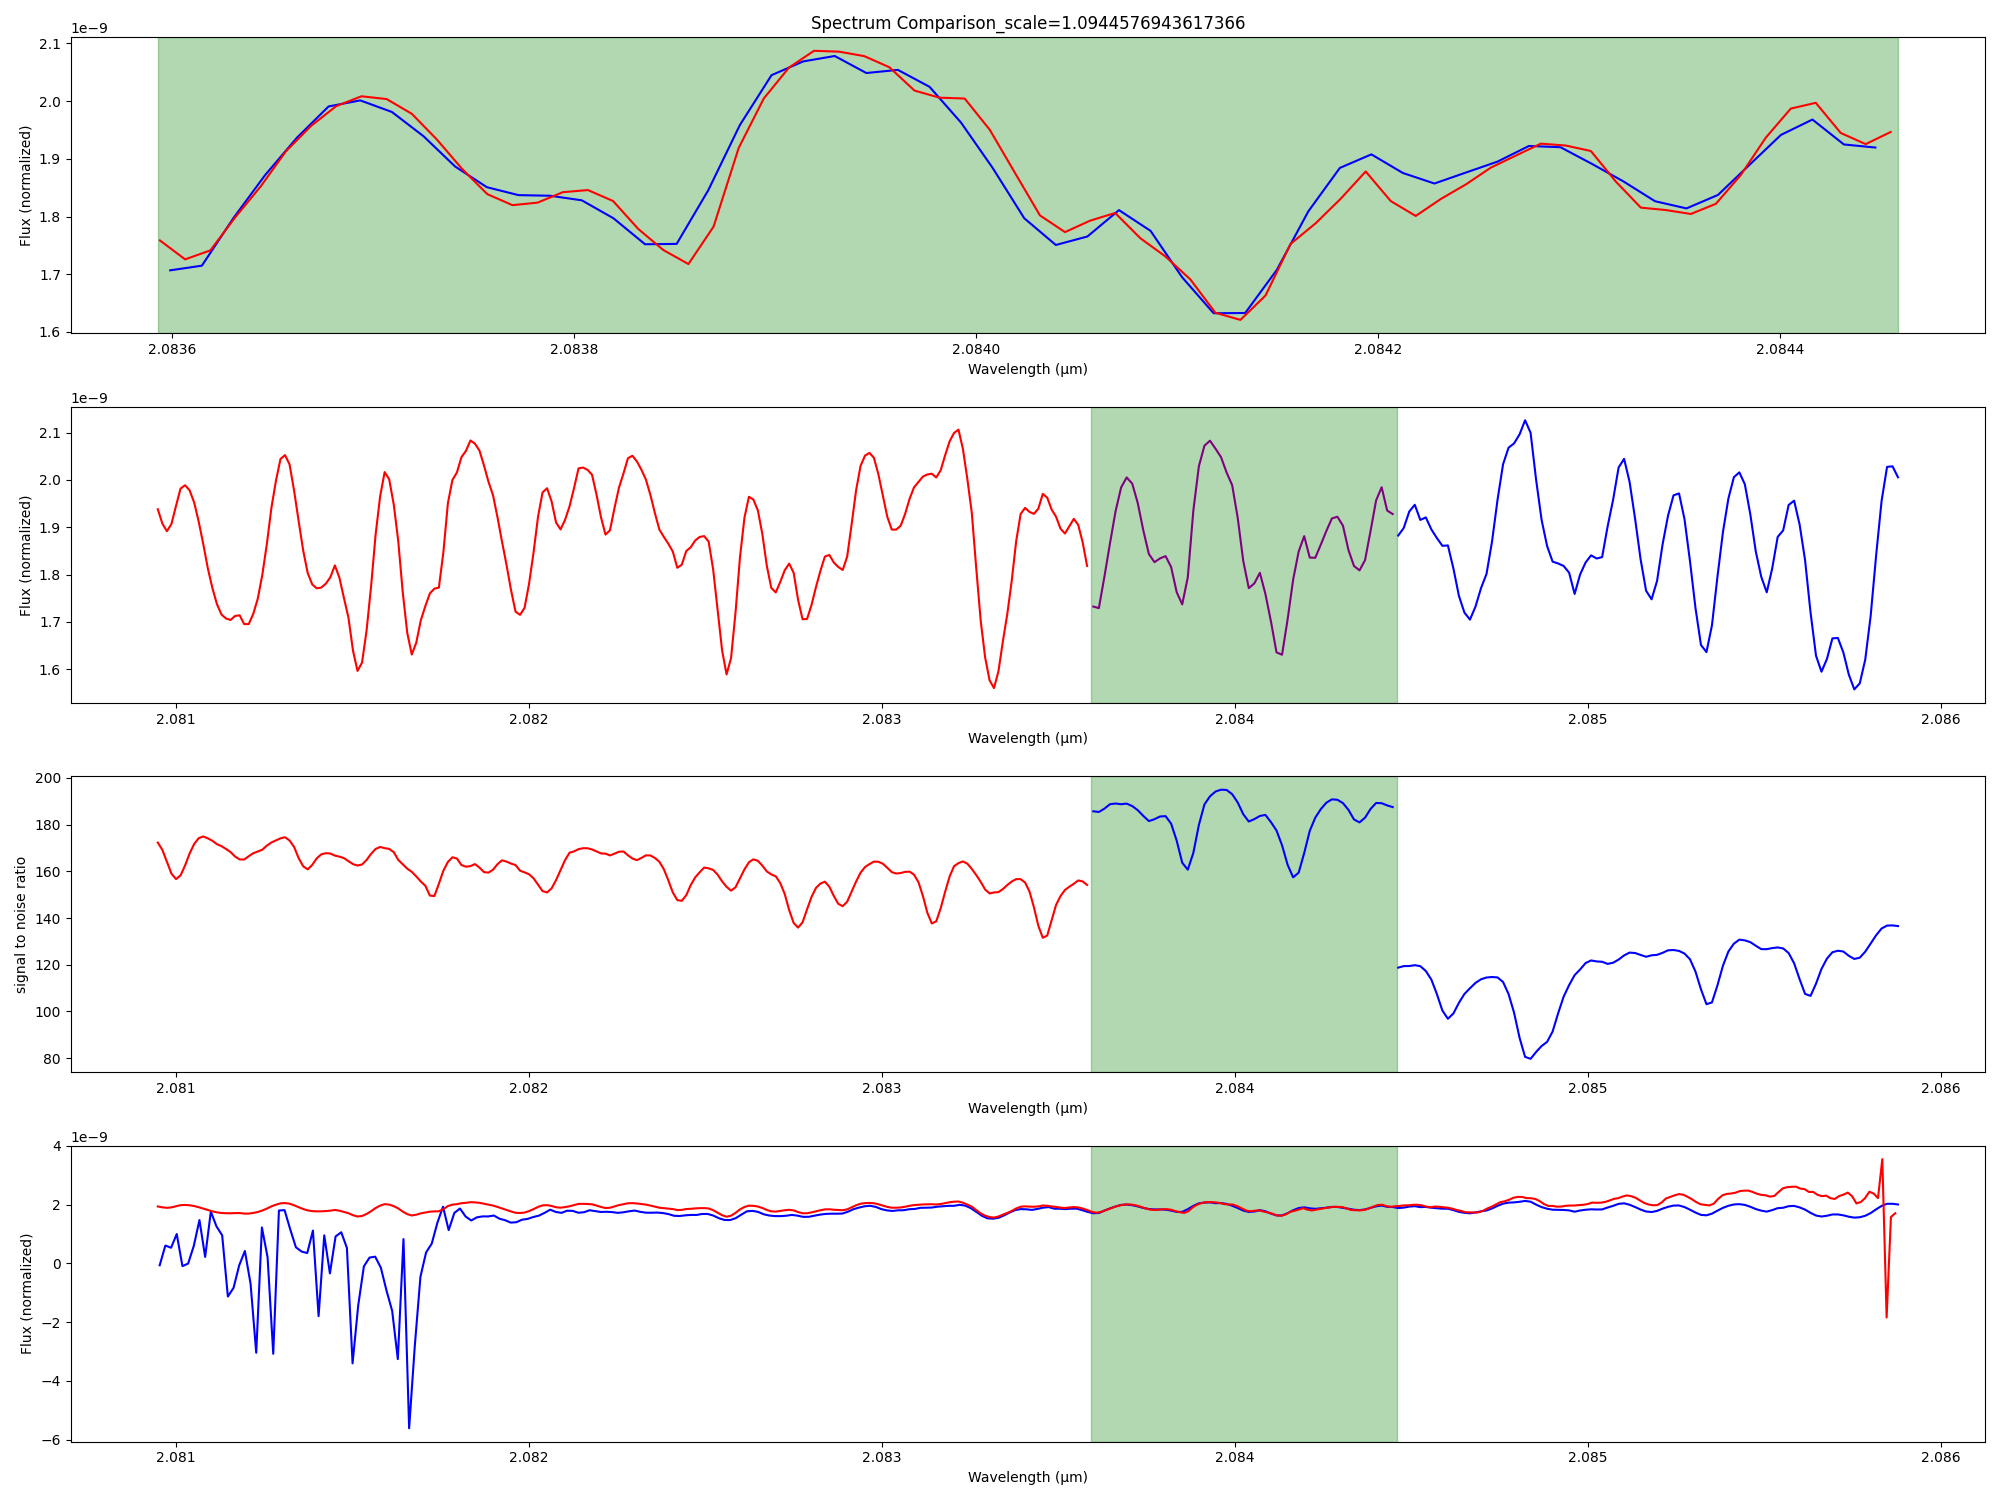 Spectrum Comparison_scale=1.0944576943617366
1e−9
2.1
2.0
1.9
1.8
1.7
1.6
Flux (normalized)
2.0836 2.0838 2.0840 2.0842 2.0844
Wavelength (μm)
1e−9
2.1
2.0
1.9
1.8
1.7
1.6
Flux (normalized)
2.081 2.082 2.083 2.084 2.085 2.086
Wavelength (μm)
200
180
160
140
120
100
80
signal to noise ratio
2.081 2.082 2.083 2.084 2.085 2.086
Wavelength (μm)
1e−9
4
2
0
−2
−4
−6
Flux (normalized)
2.081 2.082 2.083 2.084 2.085 2.086
Wavelength (μm)